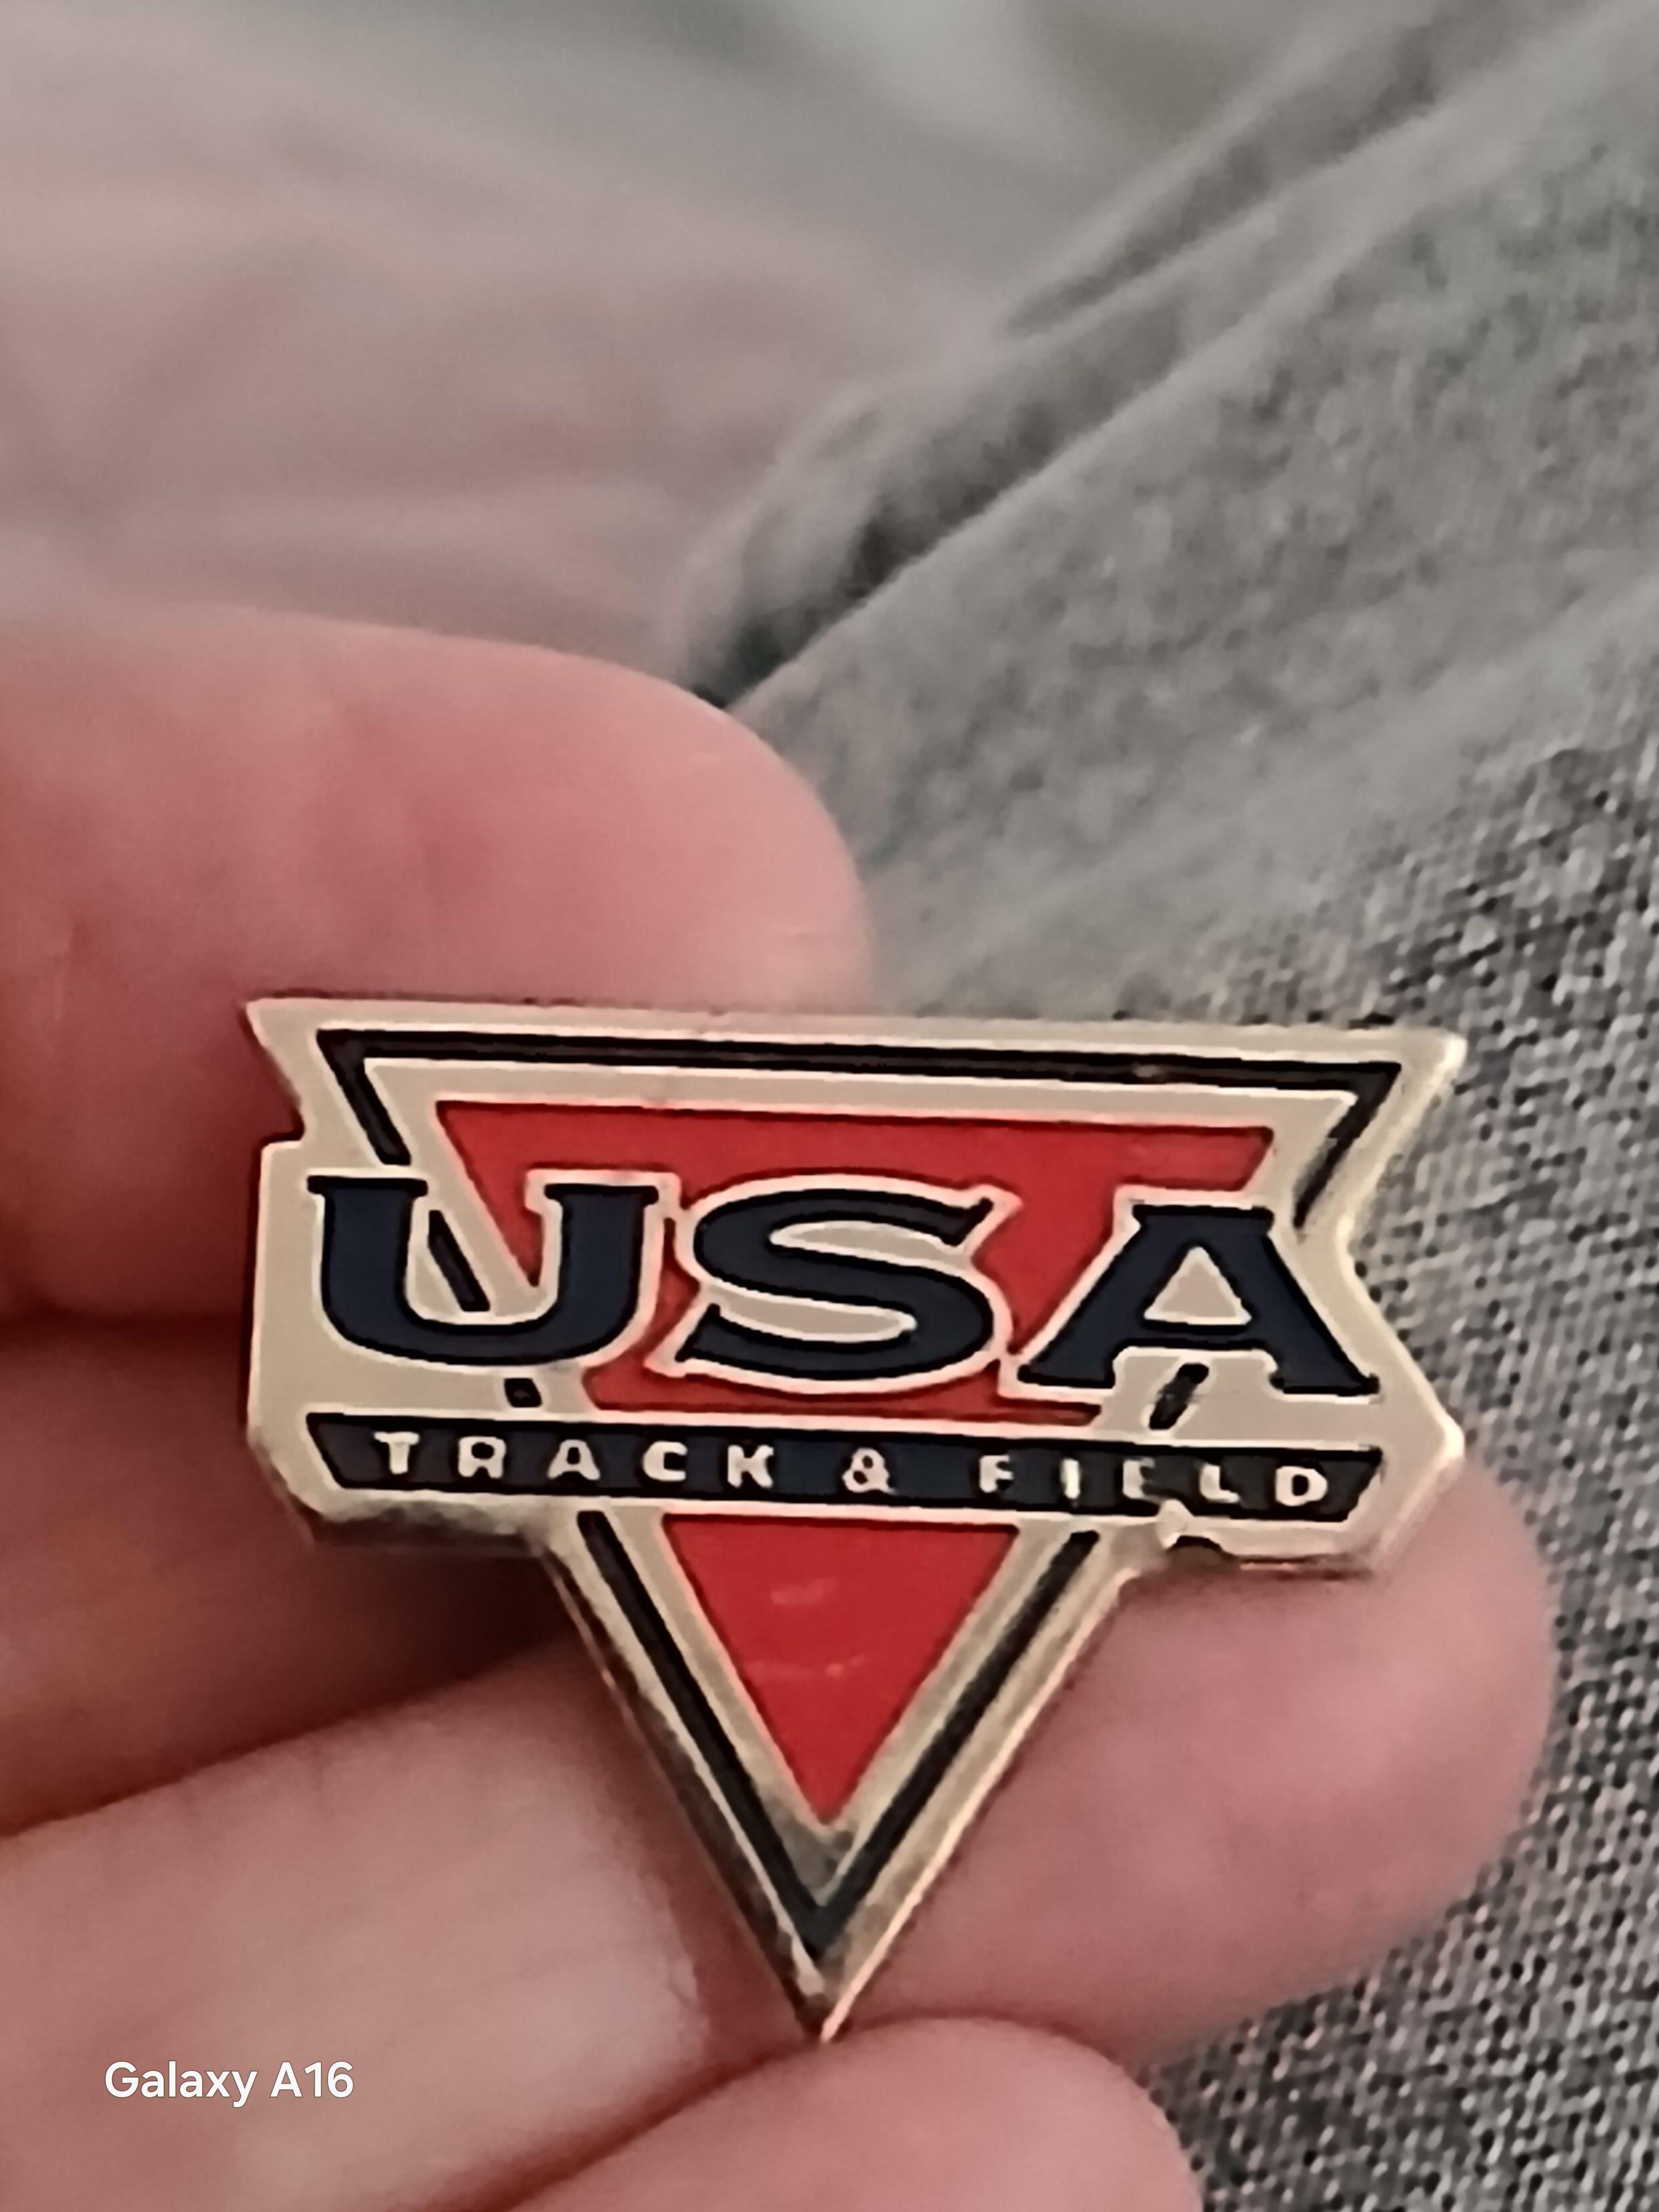 USA
TRACK & FIELD
Galaxy A16